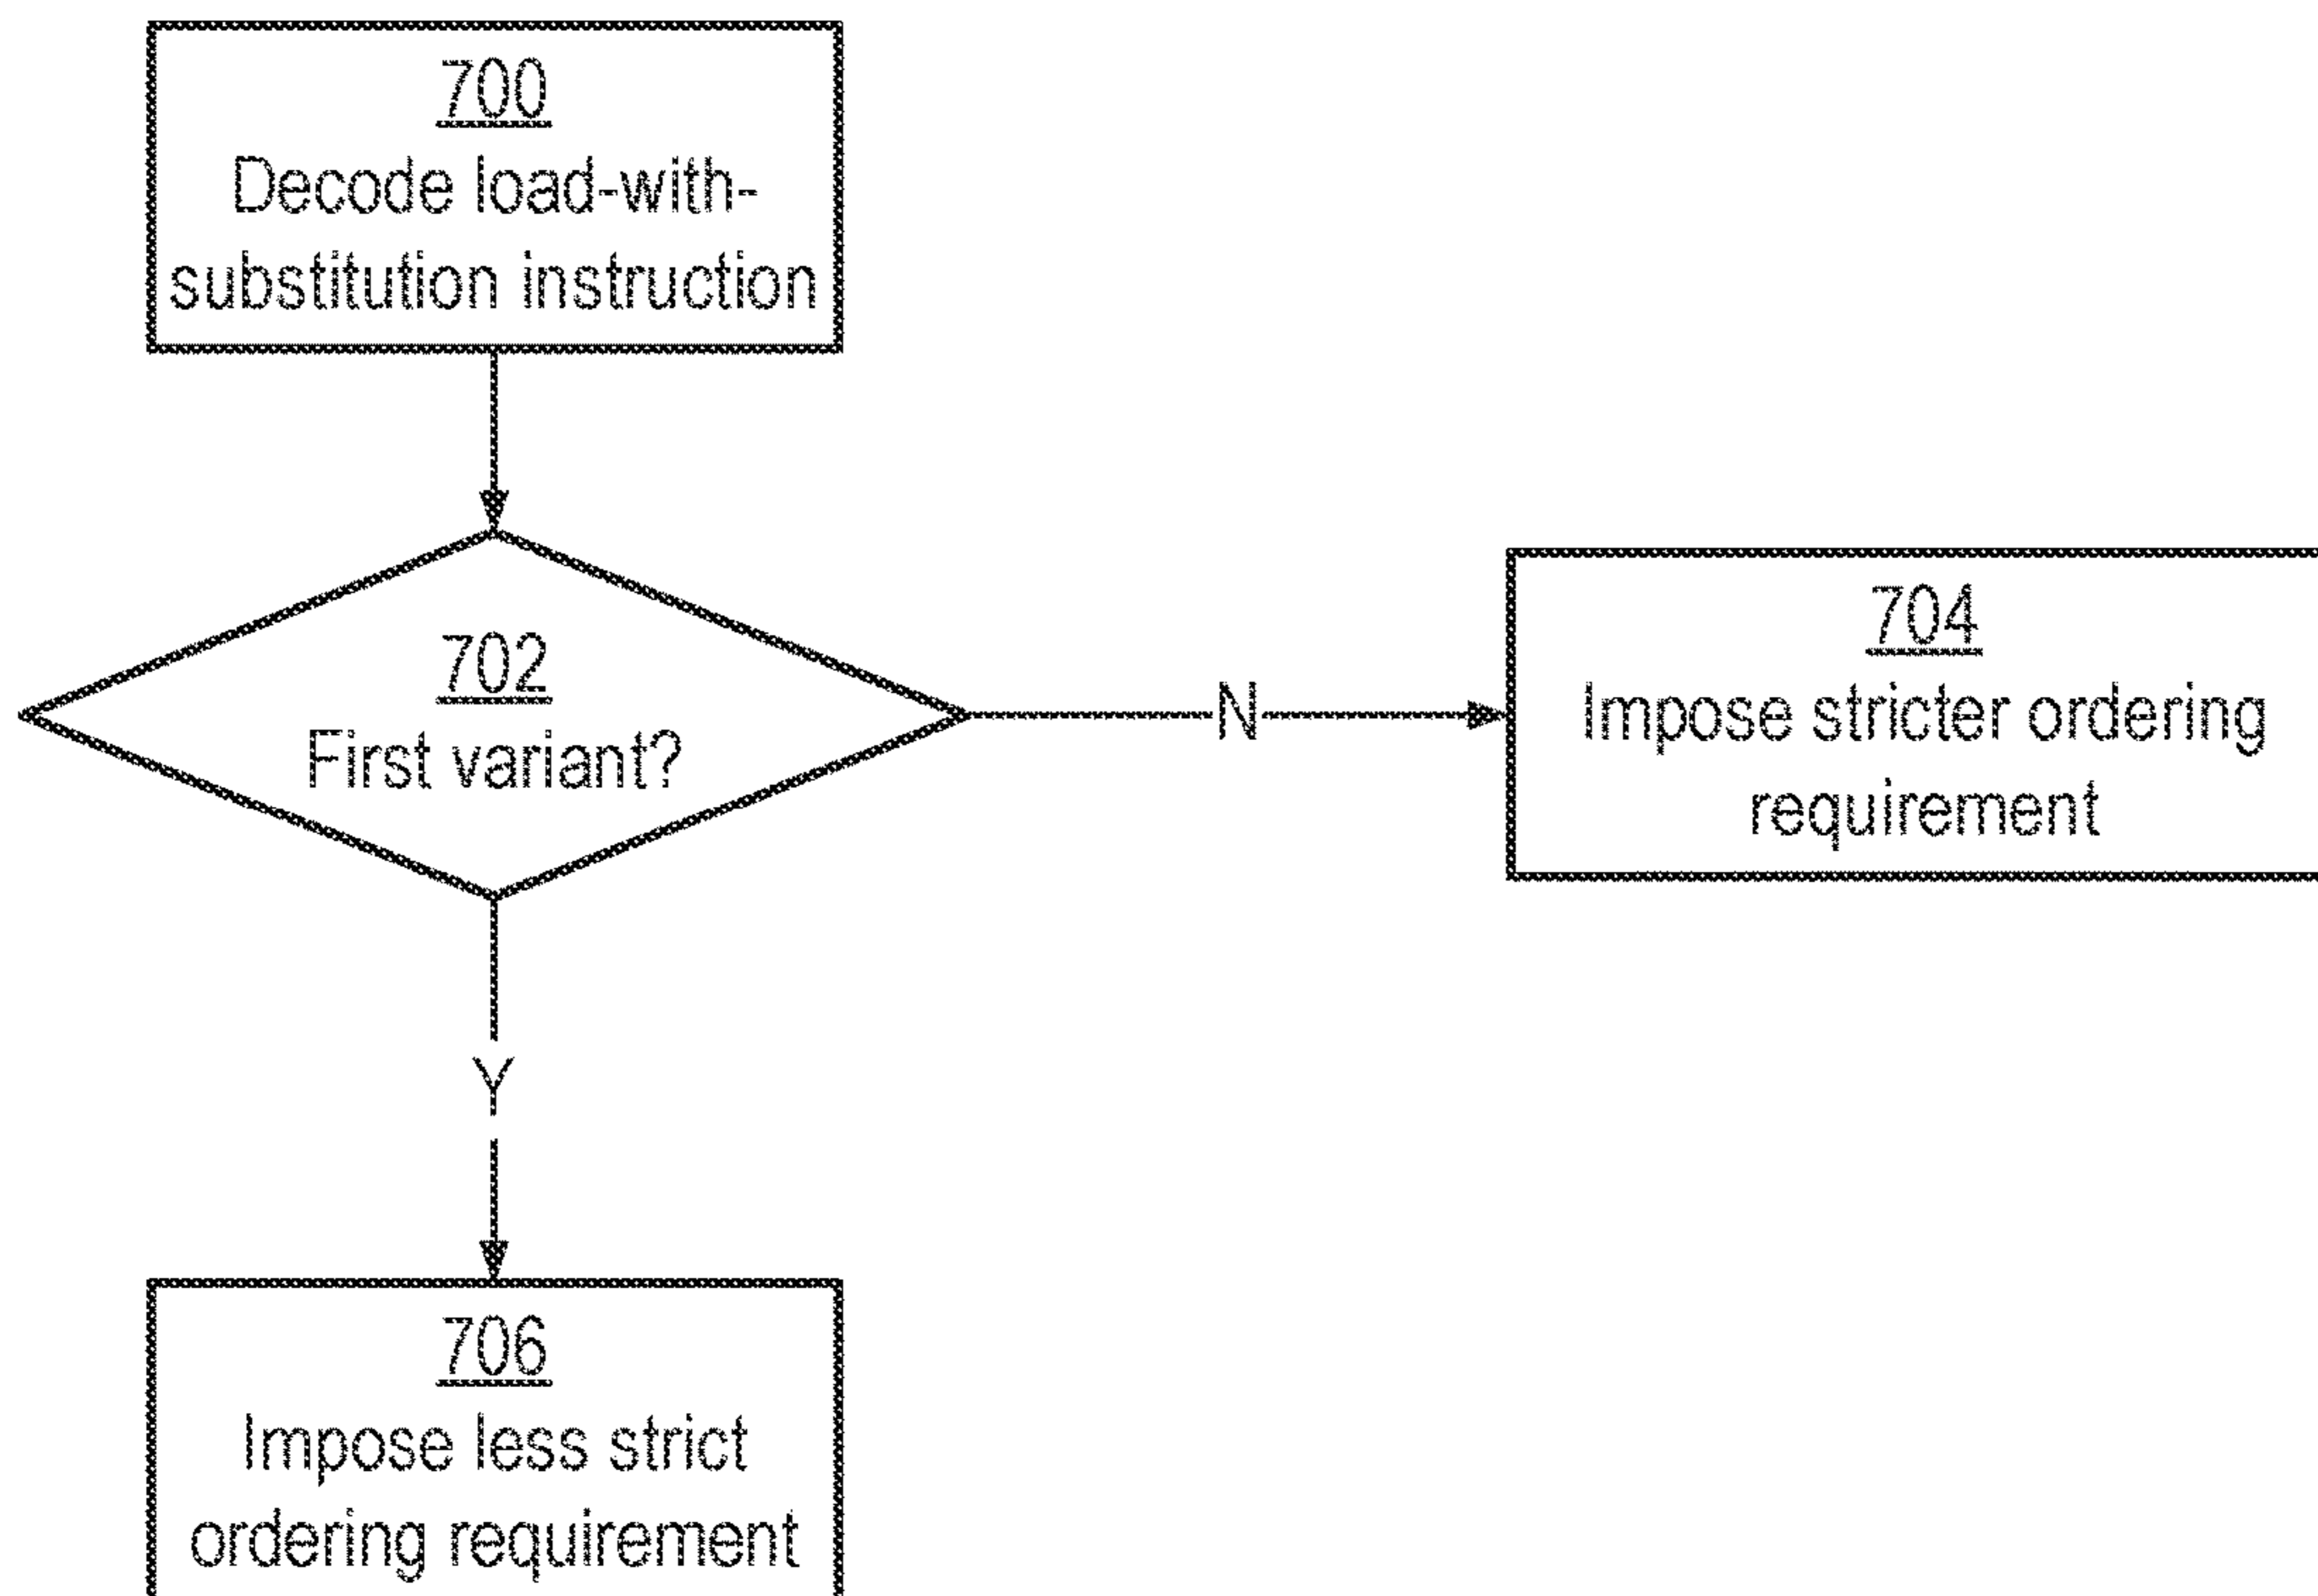 700
Decode load-with-
substitution instruction
702
First variant?
N
704
Impose stricter ordering
requirement
Y
706
Impose less strict
ordering requirement